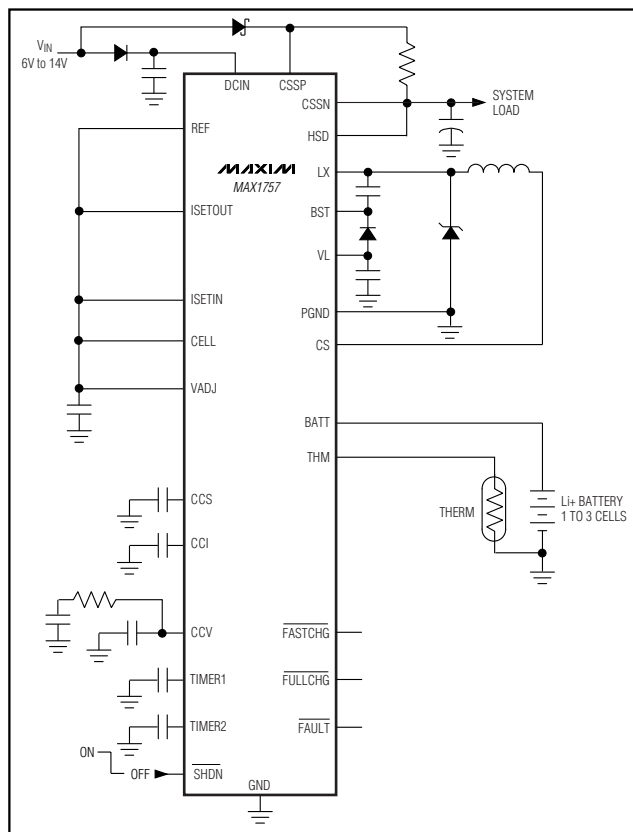 VIN
6V to 14V
DCIN
CSSP
CSSN
SYSTEM
LOAD
HSD
REF
MAXIM
MAX1757
LX
ISETOUT
BST
VL
ISETIN
PGND
CELL
CS
VADJ
BATT
THM
CCS
THERM
Li+ BATTERY
1 TO 3 CELLS
CCI
CCV
FASTCHG
TIMER1
FULLCHG
TIMER2
FAULT
ON
OFF
SHDN
GND